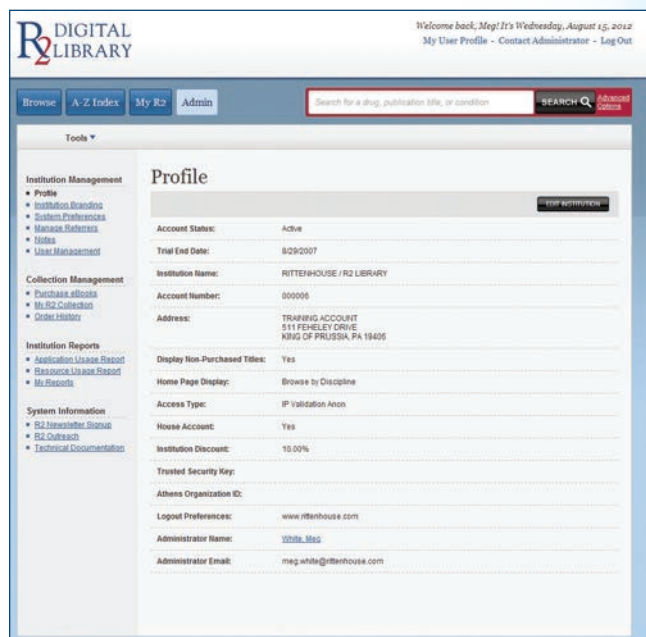 R2 DIGITAL LIBRARY
Welcome back, Meg! It's Wednesday, August 15, 2012
My User Profile - Contact Administrator - Log Out
Browse A-Z Index My R2 Admin
Search for a drug, publication title, or condition SEARCH Advanced Options
Tools
Institution Management
Profile
Institution Branding
System Preferences
Manage Referrers
Notes
User Management
Collection Management
Purchase eBooks
My R2 Collection
Order History
Institution Reports
Application Usage Report
Resource Usage Report
My Reports
System Information
R2 Newsletter Signup
R2 Outreach
Technical Documentation
Profile
EDIT INSTITUTION
Account Status: Active
Trial End Date: 8/29/2007
Institution Name: RITTENHOUSE / R2 LIBRARY
Account Number: 000006
Address: TRAINING ACCOUNT
511 FEHELEY DRIVE
KING OF PRUSSIA, PA 19406
Display Non-Purchased Titles: Yes
Home Page Display: Browse by Discipline
Access Type: IP Validation Anon
House Account: Yes
Institution Discount: 10.00%
Trusted Security Key:
Athens Organization ID:
Logout Preferences: www.rittenhouse.com
Administrator Name: White, Meg
Administrator Email: meg.white@rittenhouse.com